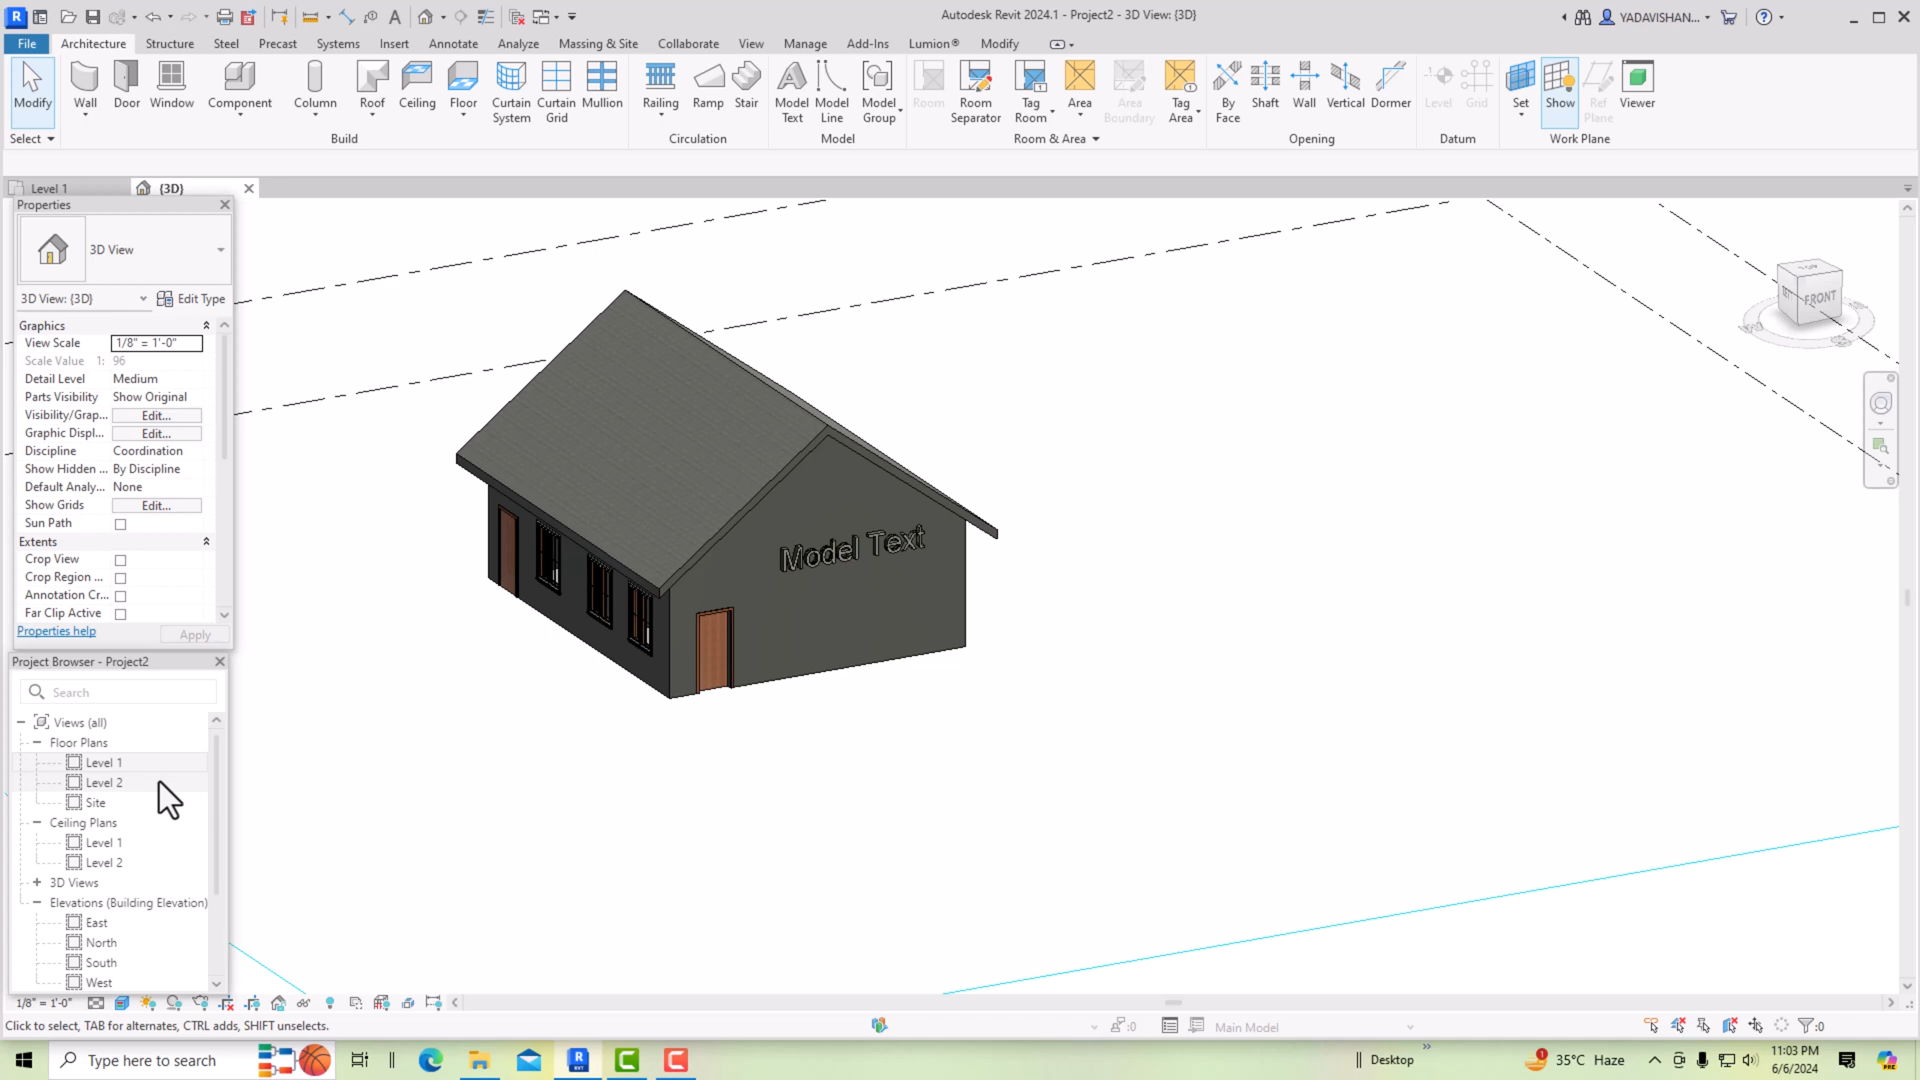 Autodesk Revit 2024.1 - Project2 - 3D View: {3D}
YADAVISHAN...
File Architecture Structure Steel Precast Systems Insert Annotate Analyze Massing & Site Collaborate View Manage Add-Ins Lumion® Modify
Modify
Wall
Door
Window
Component
Column
Roof
Ceiling
Floor
Curtain System
Curtain Grid
Mullion
Railing
Ramp
Stair
Model Text
Model Line
Model Group
Room
Room Separator
Tag Room
Area
Area Boundary
Tag Area
By Face
Shaft
Wall
Vertical
Dormer
Level
Grid
Set
Show
Ref Plane
Viewer
Select
Build
Circulation
Model
Room & Area
Opening
Datum
Work Plane
Level 1
{3D}
Properties
3D View
3D View: {3D}
Edit Type
Graphics
View Scale 1/8" = 1'-0"
Scale Value 1: 96
Detail Level Medium
Parts Visibility Show Original
Visibility/Grap... Edit...
Graphic Displ... Edit...
Discipline Coordination
Show Hidden ... By Discipline
Default Analy... None
Show Grids Edit...
Sun Path
Extents
Crop View
Crop Region ...
Annotation Cr...
Far Clip Active
Properties help
Apply
Project Browser - Project2
Search
Views (all)
Floor Plans
Level 1
Level 2
Site
Ceiling Plans
Level 1
Level 2
3D Views
Elevations (Building Elevation)
East
North
South
West
Model Text
FRONT
1/8" = 1'-0"
Click to select, TAB for alternates, CTRL adds, SHIFT unselects.
:0
Main Model
:0
Type here to search
Desktop
1
35°C Haze
11:03 PM
6/6/2024